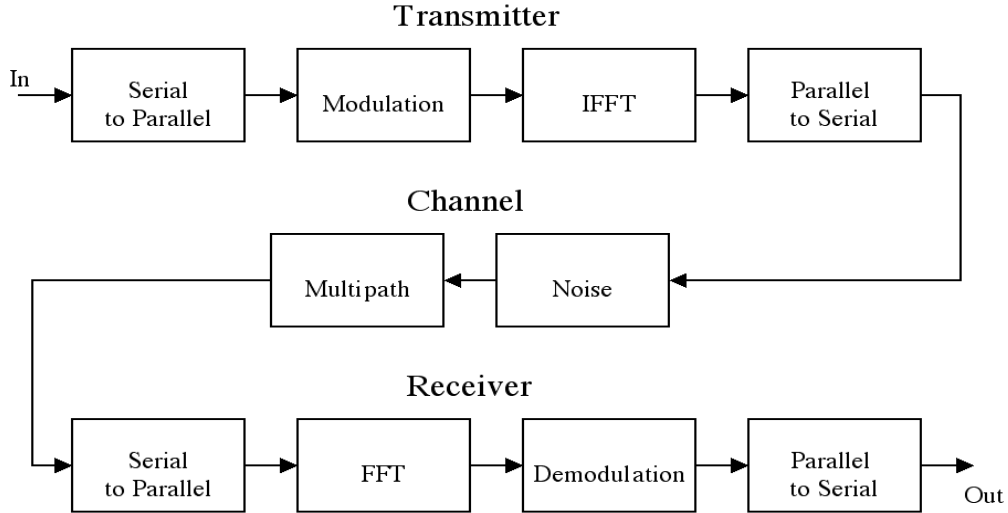 Transmitter
In
Serial
to Parallel
Modulation
IFFT
Parallel
to Serial
Channel
Multipath
Noise
Receiver
Serial
to Parallel
FFT
Demodulation
Parallel
to Serial
Out